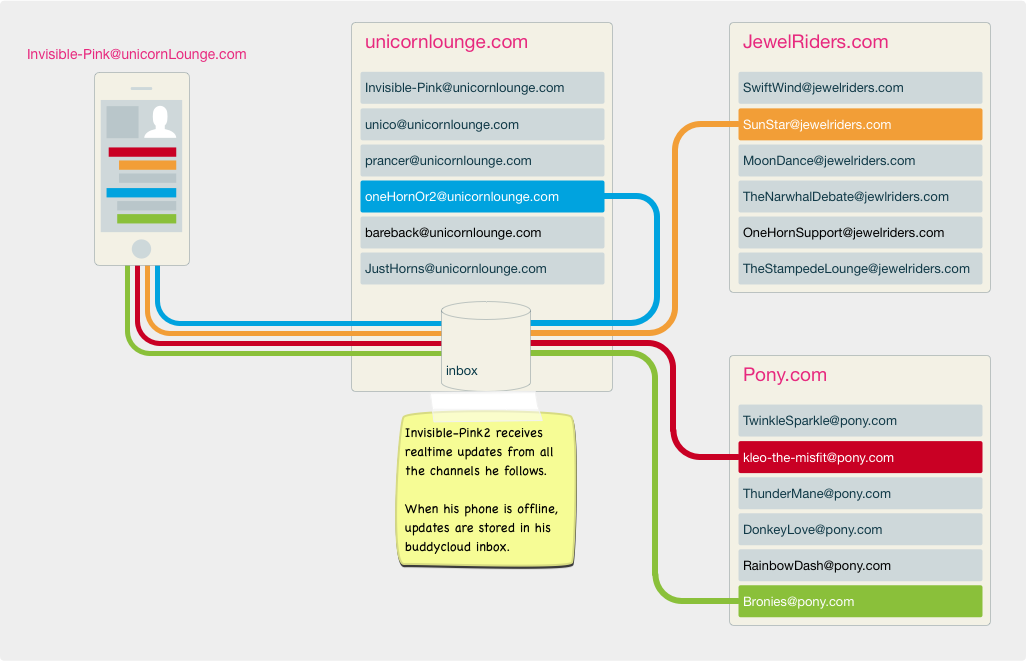 Invisible-Pink@unicornLounge.com
unicornlounge.com
Invisible-Pink@unicornlounge.com
unico@unicornlounge.com
prancer@unicornlounge.com
oneHornOr2@unicornlounge.com
bareback@unicornlounge.com
JustHorns@unicornlounge.com
inbox
Invisible-Pink2 receives
realtime updates from all
the channels he follows.
When his phone is offline,
updates are stored in his
buddycloud inbox.
JewelRiders.com
SwiftWind@jewelriders.com
SunStar@jewelriders.com
MoonDance@jewelriders.com
TheNarwhalDebate@jewlriders.com
OneHornSupport@jewelriders.com
TheStampedeLounge@jewelriders.com
Pony.com
TwinkleSparkle@pony.com
kleo-the-misfit@pony.com
ThunderMane@pony.com
DonkeyLove@pony.com
RainbowDash@pony.com
Bronies@pony.com